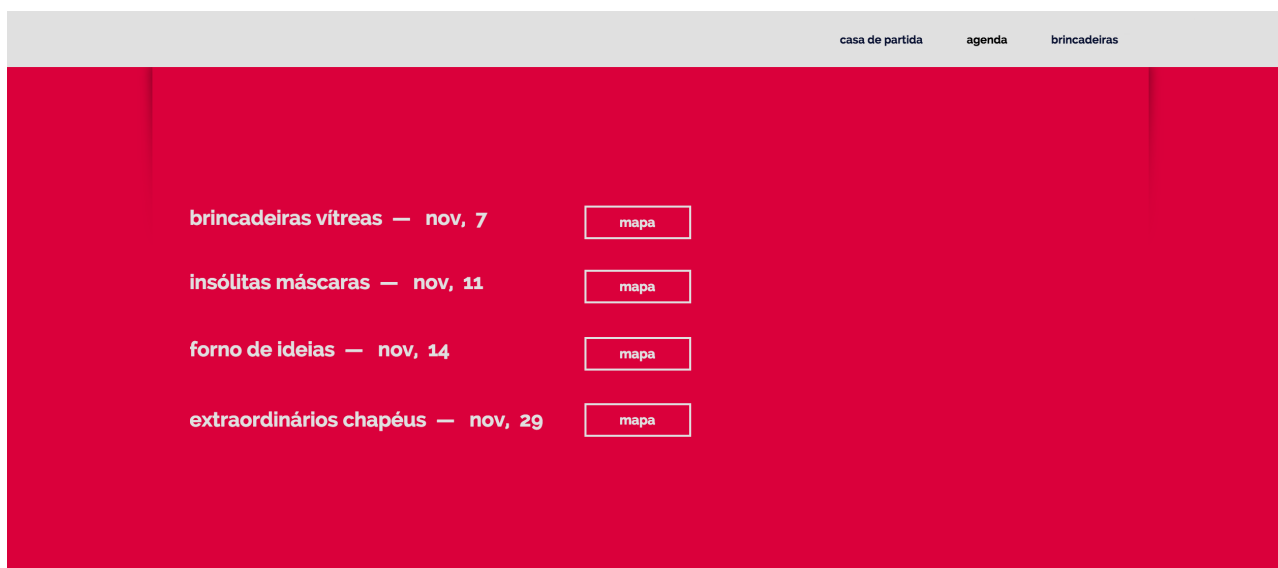 casa de partida agenda brincadeiras
brincadeiras vítreas — nov, 7 mapa
insólitas máscaras — nov, 11 mapa
forno de ideias — nov, 14 mapa
extraordinários chapéus — nov, 29 mapa